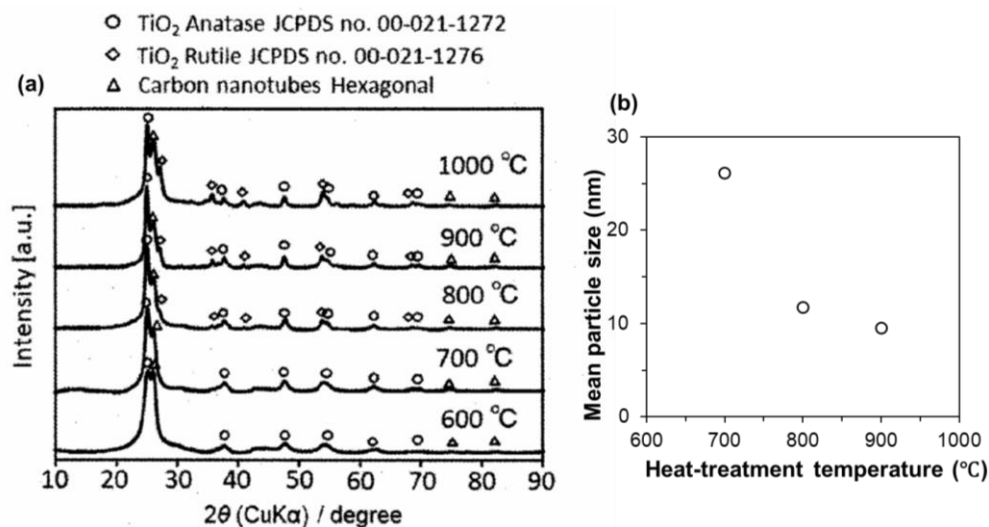 ○ TiO₂ Anatase JCPDS no. 00-021-1272
◇ TiO₂ Rutile JCPDS no. 00-021-1276
(a) △ Carbon nanotubes Hexagonal
1000 °C
900 °C
800 °C
700 °C
600 °C
Intensity [a.u.]
10 20 30 40 50 60 70 80 90
2θ (CuKα) / degree
(b)
30
20
10
0
Mean particle size (nm)
600 700 800 900 1000
Heat-treatment temperature (℃)